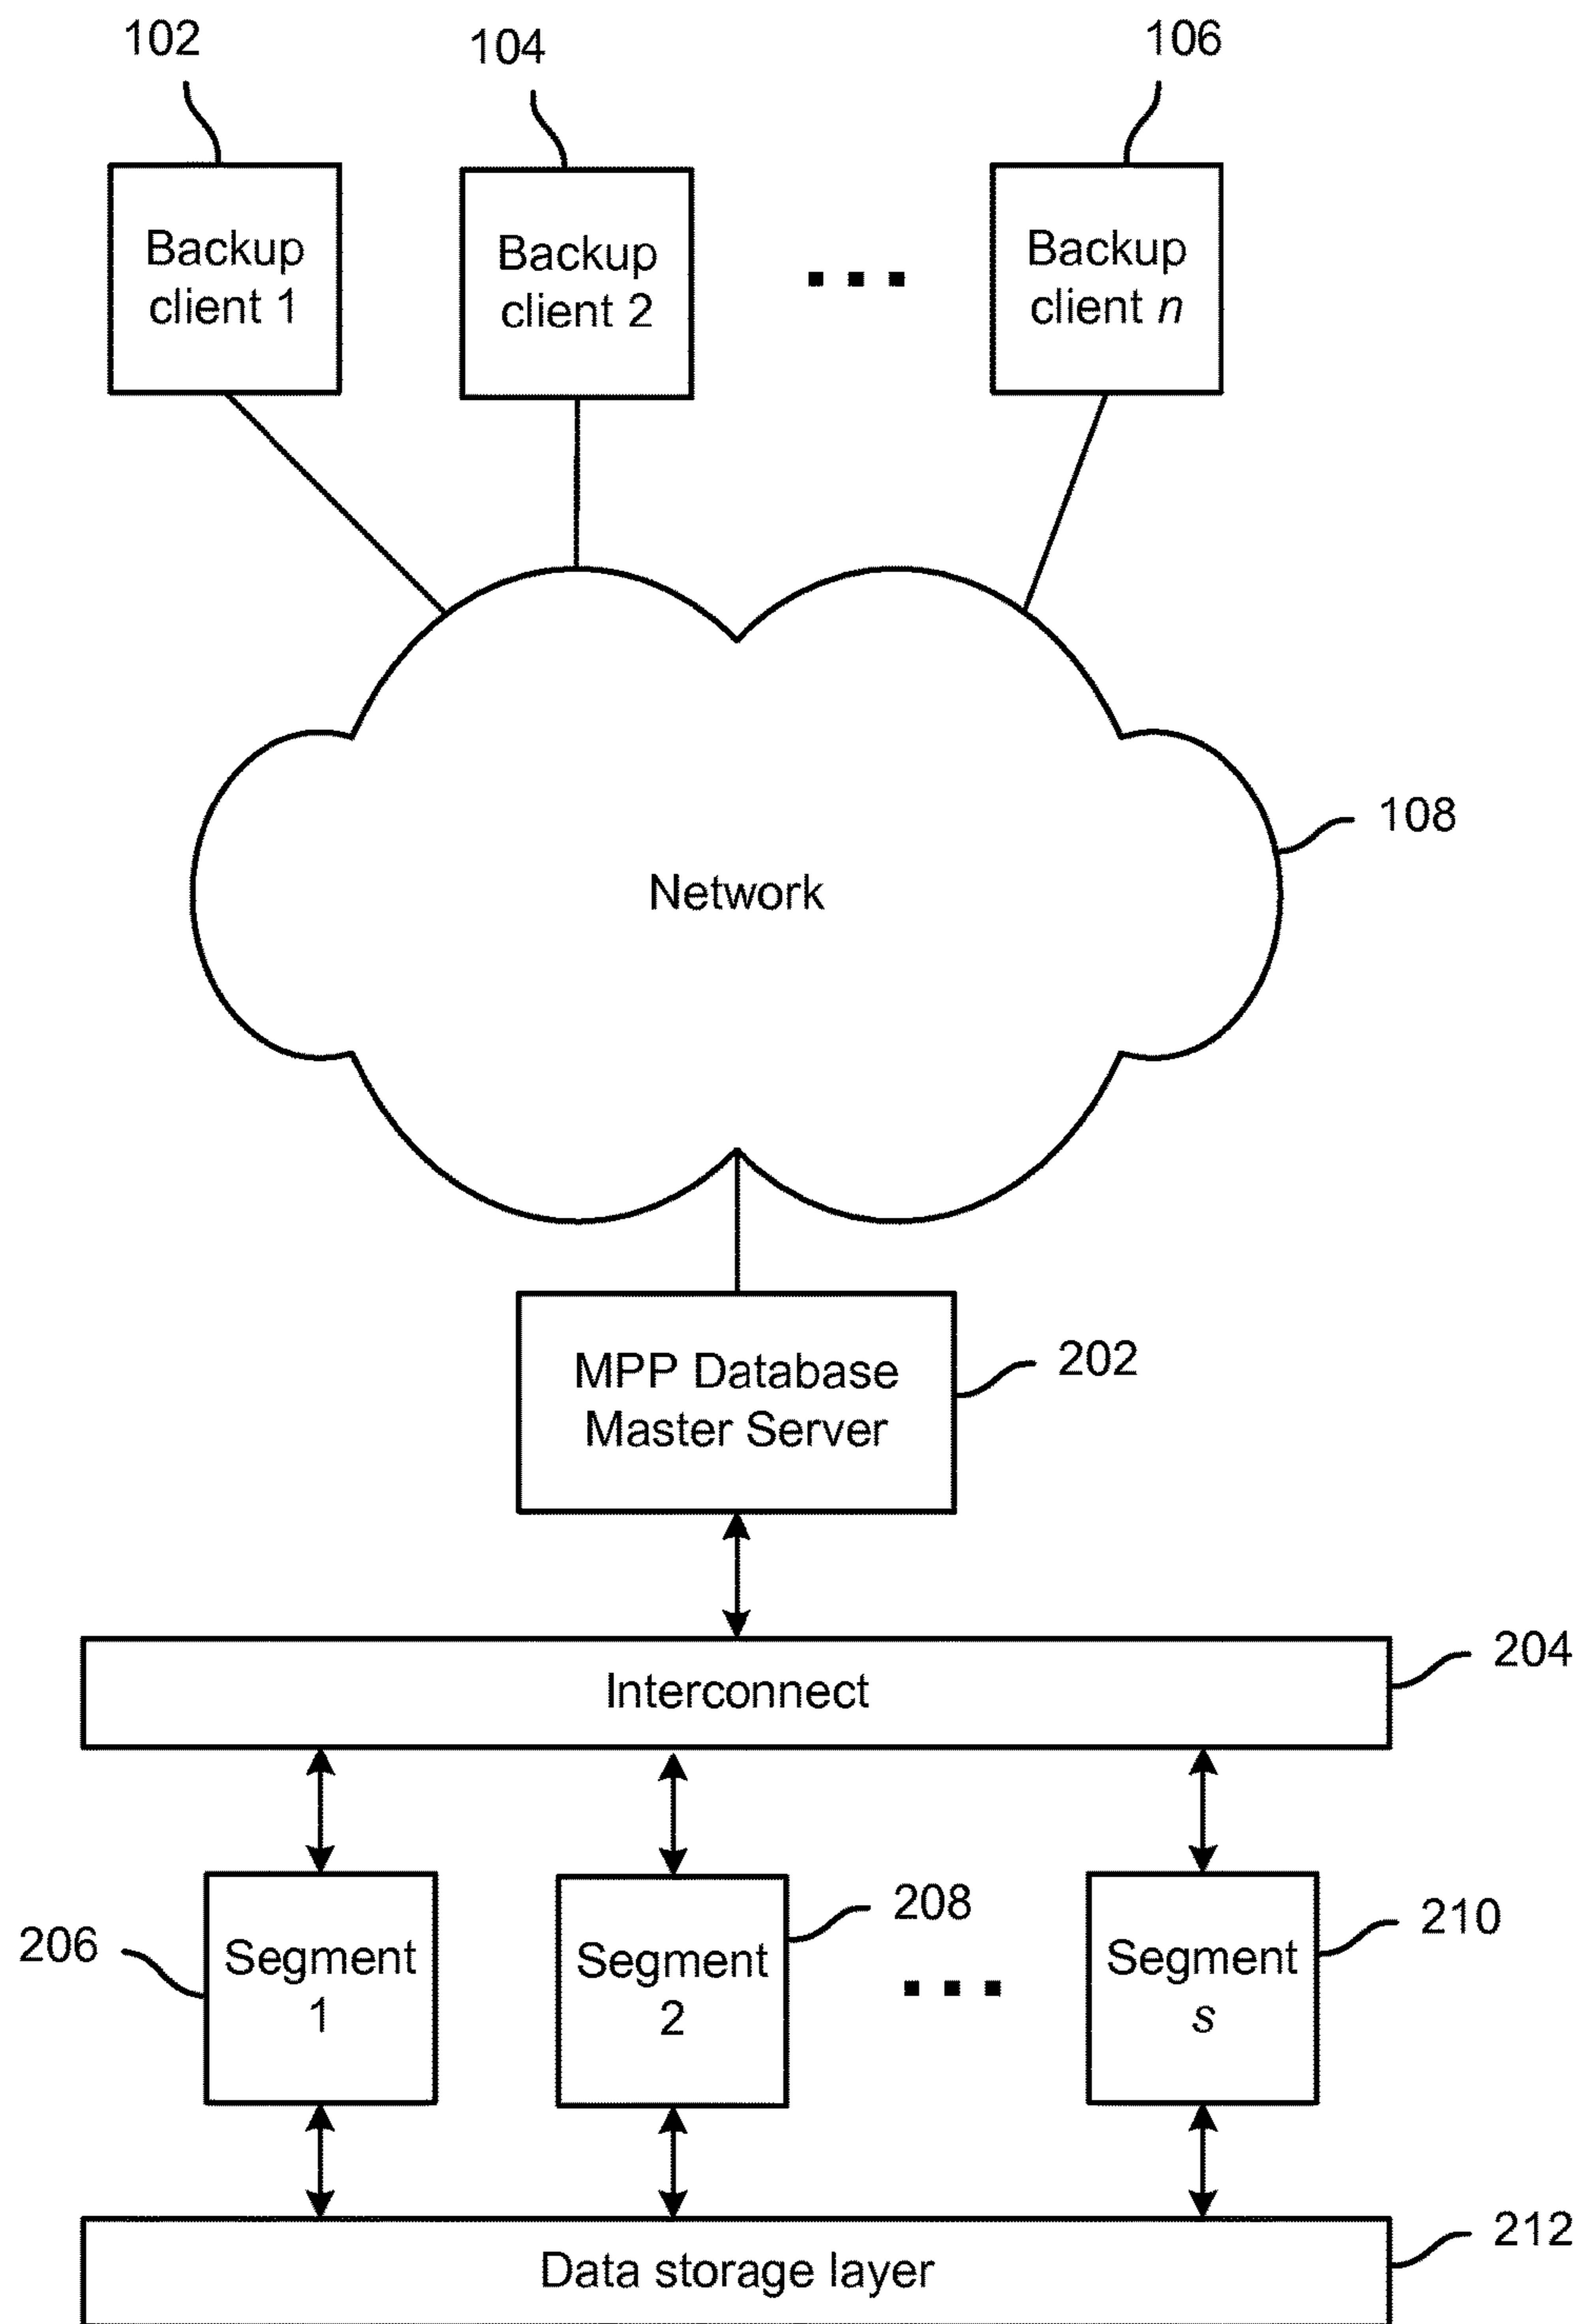 102
104
106
Backup
client 1
Backup
client 2
Backup
client n
108
Network
MPP Database
Master Server
202
204
Interconnect
206
Segment
1
208
Segment
2
210
Segment
s
212
Data storage layer